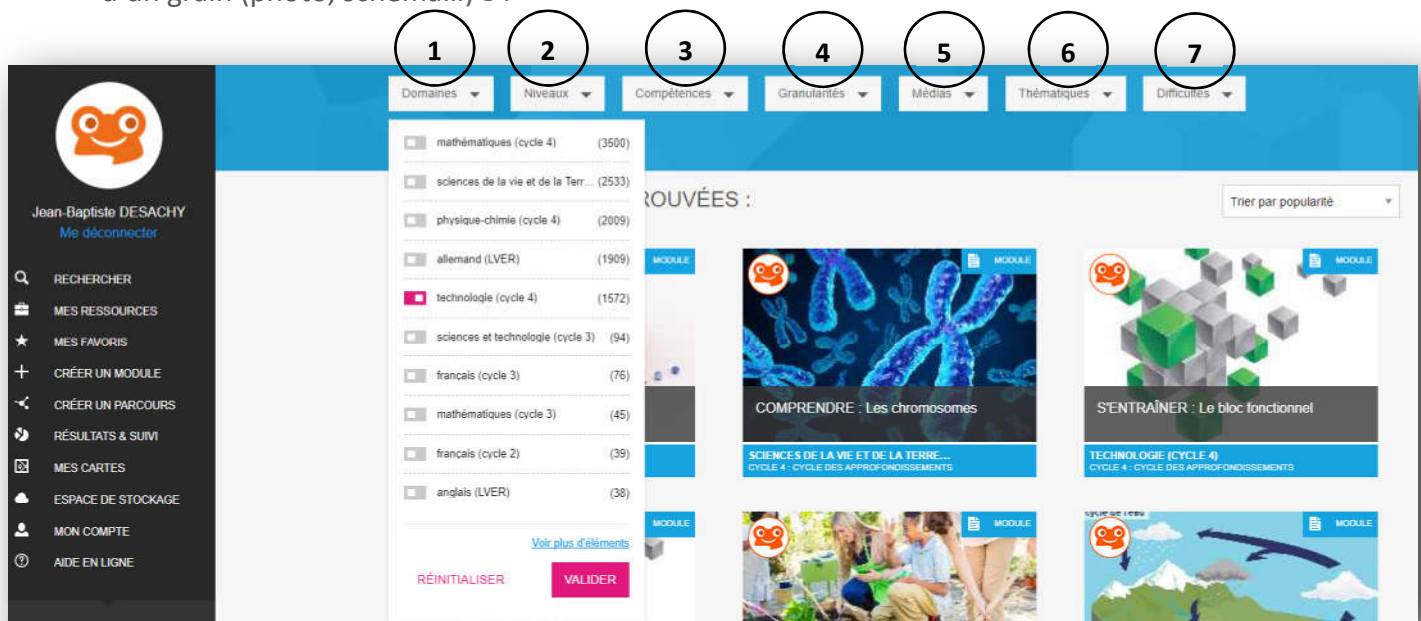 1 2 3 4 5 6 7
Domaines Niveaux Compétences Granularités Médias Thématiques Difficultés
Jean-Baptiste DESACHY
Me déconnecter
RECHERCHER
MES RESSOURCES
MES FAVORIS
CRÉER UN MODULE
CRÉER UN PARCOURS
RÉSULTATS & SUIVI
MES CARTES
ESPACE DE STOCKAGE
MON COMPTE
AIDE EN LIGNE
mathématiques (cycle 4) (3500)
sciences de la vie et de la Terr... (2533)
physique-chimie (cycle 4) (2009)
allemand (LVER) (1909)
technologie (cycle 4) (1572)
sciences et technologie (cycle 3) (94)
français (cycle 3) (76)
mathématiques (cycle 3) (45)
français (cycle 2) (39)
anglais (LVER) (38)
Voir plus d'éléments
RÉINITIALISER VALIDER
ROUVÉES :
Trier par popularité
MODULE
MODULE
COMPRENDRE : Les chromosomes
SCIENCES DE LA VIE ET DE LA TERRE...
CYCLE 4 : CYCLE DES APPROFONDISSEMENTS
MODULE
S'ENTRAÎNER : Le bloc fonctionnel
TECHNOLOGIE (CYCLE 4)
CYCLE 4 : CYCLE DES APPROFONDISSEMENTS
MODULE
MODULE
cycle de l'eau
MODULE